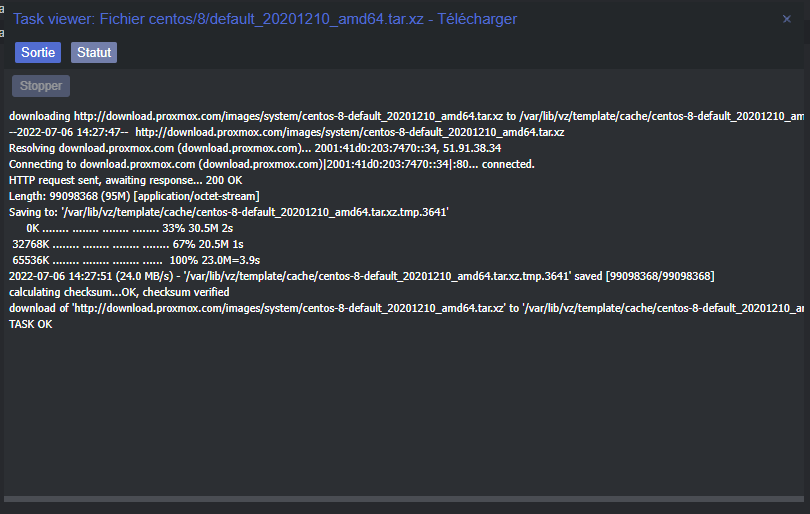 Task viewer: Fichier centos/8/default_20201210_amd64.tar.xz - Télécharger
Sortie Statut
Stopper
downloading http://download.proxmox.com/images/system/centos-8-default_20201210_amd64.tar.xz to /var/lib/vz/template/cache/centos-8-default_20201210_am
--2022-07-06 14:27:47-- http://download.proxmox.com/images/system/centos-8-default_20201210_amd64.tar.xz
Resolving download.proxmox.com (download.proxmox.com)... 2001:41d0:203:7470::34, 51.91.38.34
Connecting to download.proxmox.com (download.proxmox.com)|2001:41d0:203:7470::34|:80... connected.
HTTP request sent, awaiting response... 200 OK
Length: 99098368 (95M) [application/octet-stream]
Saving to: '/var/lib/vz/template/cache/centos-8-default_20201210_amd64.tar.xz.tmp.3641'
0K ........ ........ ........ ........ 33% 30.5M 2s
32768K ........ ........ ........ ........ 67% 20.5M 1s
65536K ........ ........ ........ ...... 100% 23.0M=3.9s
2022-07-06 14:27:51 (24.0 MB/s) - '/var/lib/vz/template/cache/centos-8-default_20201210_amd64.tar.xz.tmp.3641' saved [99098368/99098368]
calculating checksum...OK, checksum verified
download of 'http://download.proxmox.com/images/system/centos-8-default_20201210_amd64.tar.xz' to '/var/lib/vz/template/cache/centos-8-default_20201210_am
TASK OK